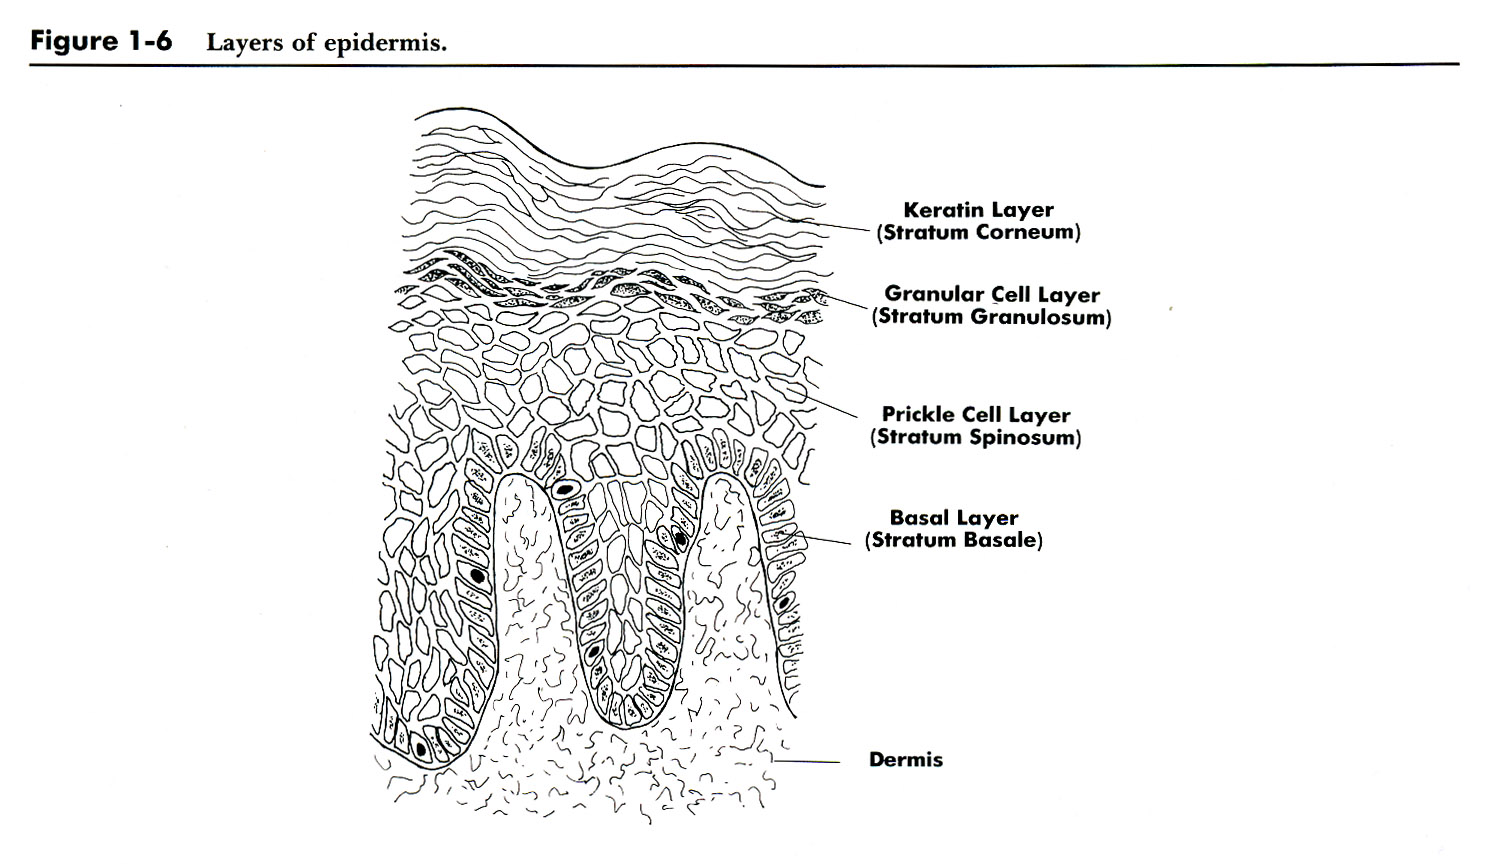 Figure 1-6 Layers of epidermis.
Keratin Layer
(Stratum Corneum)
Granular Cell Layer
(Stratum Granulosum)
Prickle Cell Layer
(Stratum Spinosum)
Basal Layer
(Stratum Basale)
Dermis